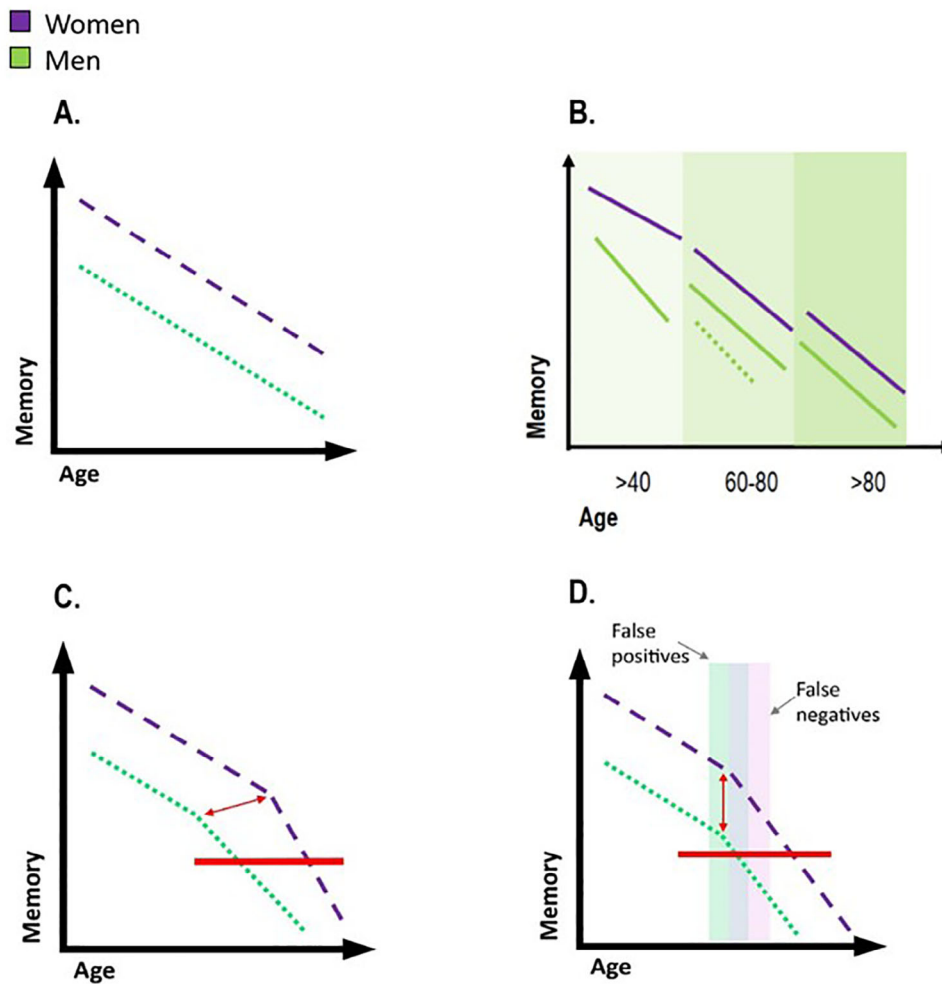 Women
Men
A.
Memory
Age
B.
Memory
>40
60-80
>80
Age
C.
Memory
Age
D.
False
positives
False
negatives
Memory
Age